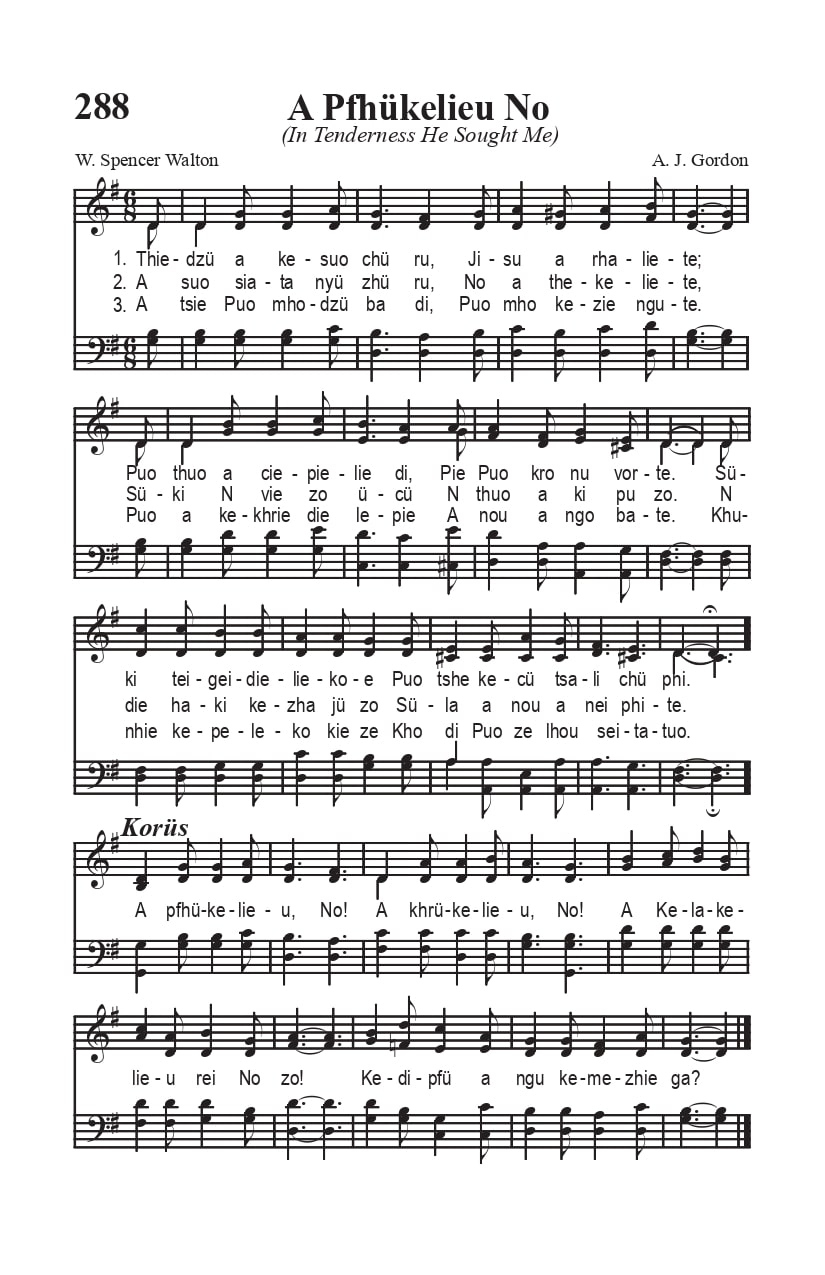 288
A Pfhükelieu No
(In Tenderness He Sought Me)
W. Spencer Walton A. J. Gordon
1. Thie - dzü a ke - suo chü ru, Ji - su a rha - lie - te;
2. A suo sia - ta nyü zhü ru, No a the - ke - lie - te,
3. A tsie Puo mho - dzü ba di, Puo mho ke - zie ngu - te.
Puo thuo a cie - pie - lie di, Pie Puo kro nu vor - te. Sü -
Sü - ki N vie zo ü - cü N thuo a ki pu zo. N
Puo a ke - khrie die le - pie A nou a ngo ba - te. Khu -
ki tei - gei - die - lie - ko - e Puo tshe ke - cü tsa - li chü phi.
die ha - ki ke - zha jü zo Sü - la a nou a nei phi - te.
nhie ke - pe - le - ko kie ze Kho di Puo ze lhou sei - ta - tuo.
Korüs
A pfhü - ke - lie - u, No! A khrü - ke - lie - u, No! A Ke - la - ke -
lie - u rei No zo! Ke - di - pfü a ngu ke - me - zhie ga?